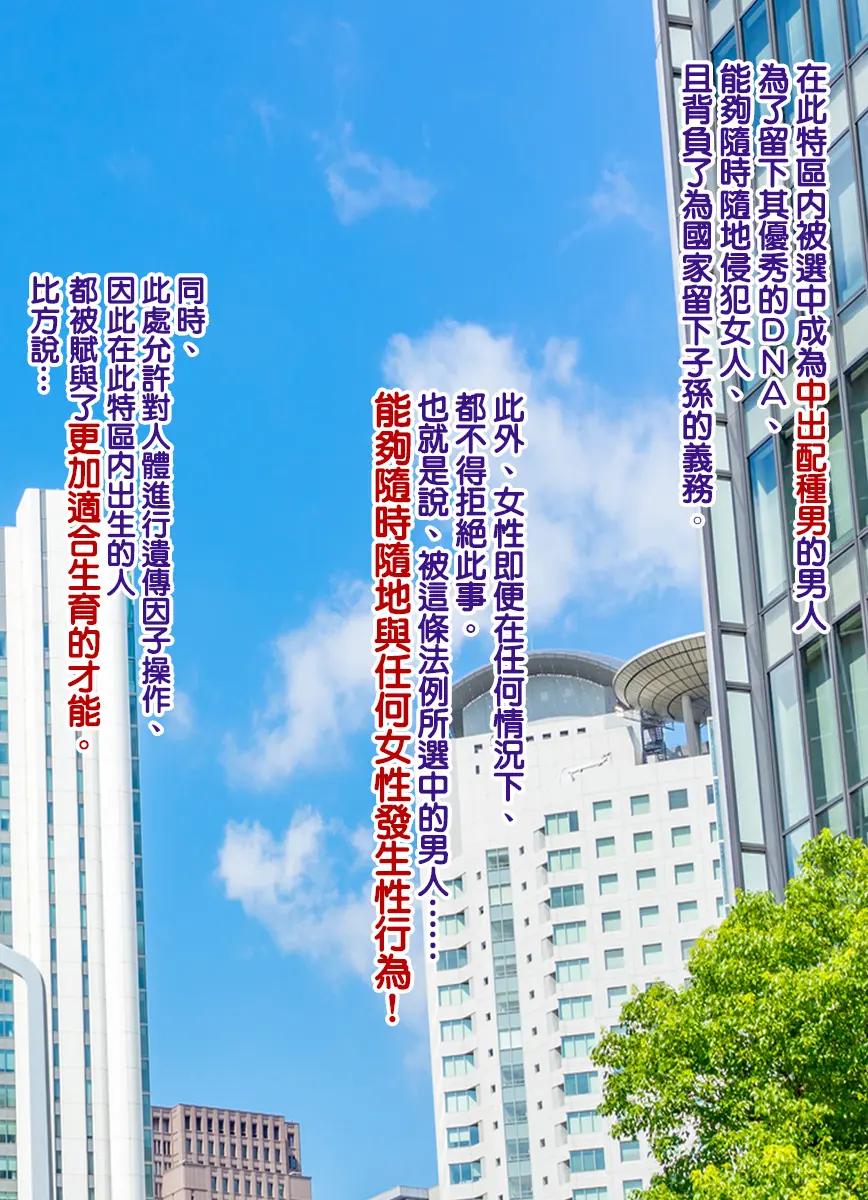 在此特區内被選中成為中出配種男的男人
為了留下其優秀的DNA、
能夠隨時隨地侵犯女人、
且背負了為國家留下子孫的義務。
此外、女性即便在任何情況下、
都不得拒絕此事。
也就是說、被這條法例所選中的男人……
能夠隨時隨地與任何女性發生性行為！
同時、
此處允許對人體進行遺傳因子操作、
因此在此特區内出生的人
都被賦與了更加適合生育的才能。
比方說…